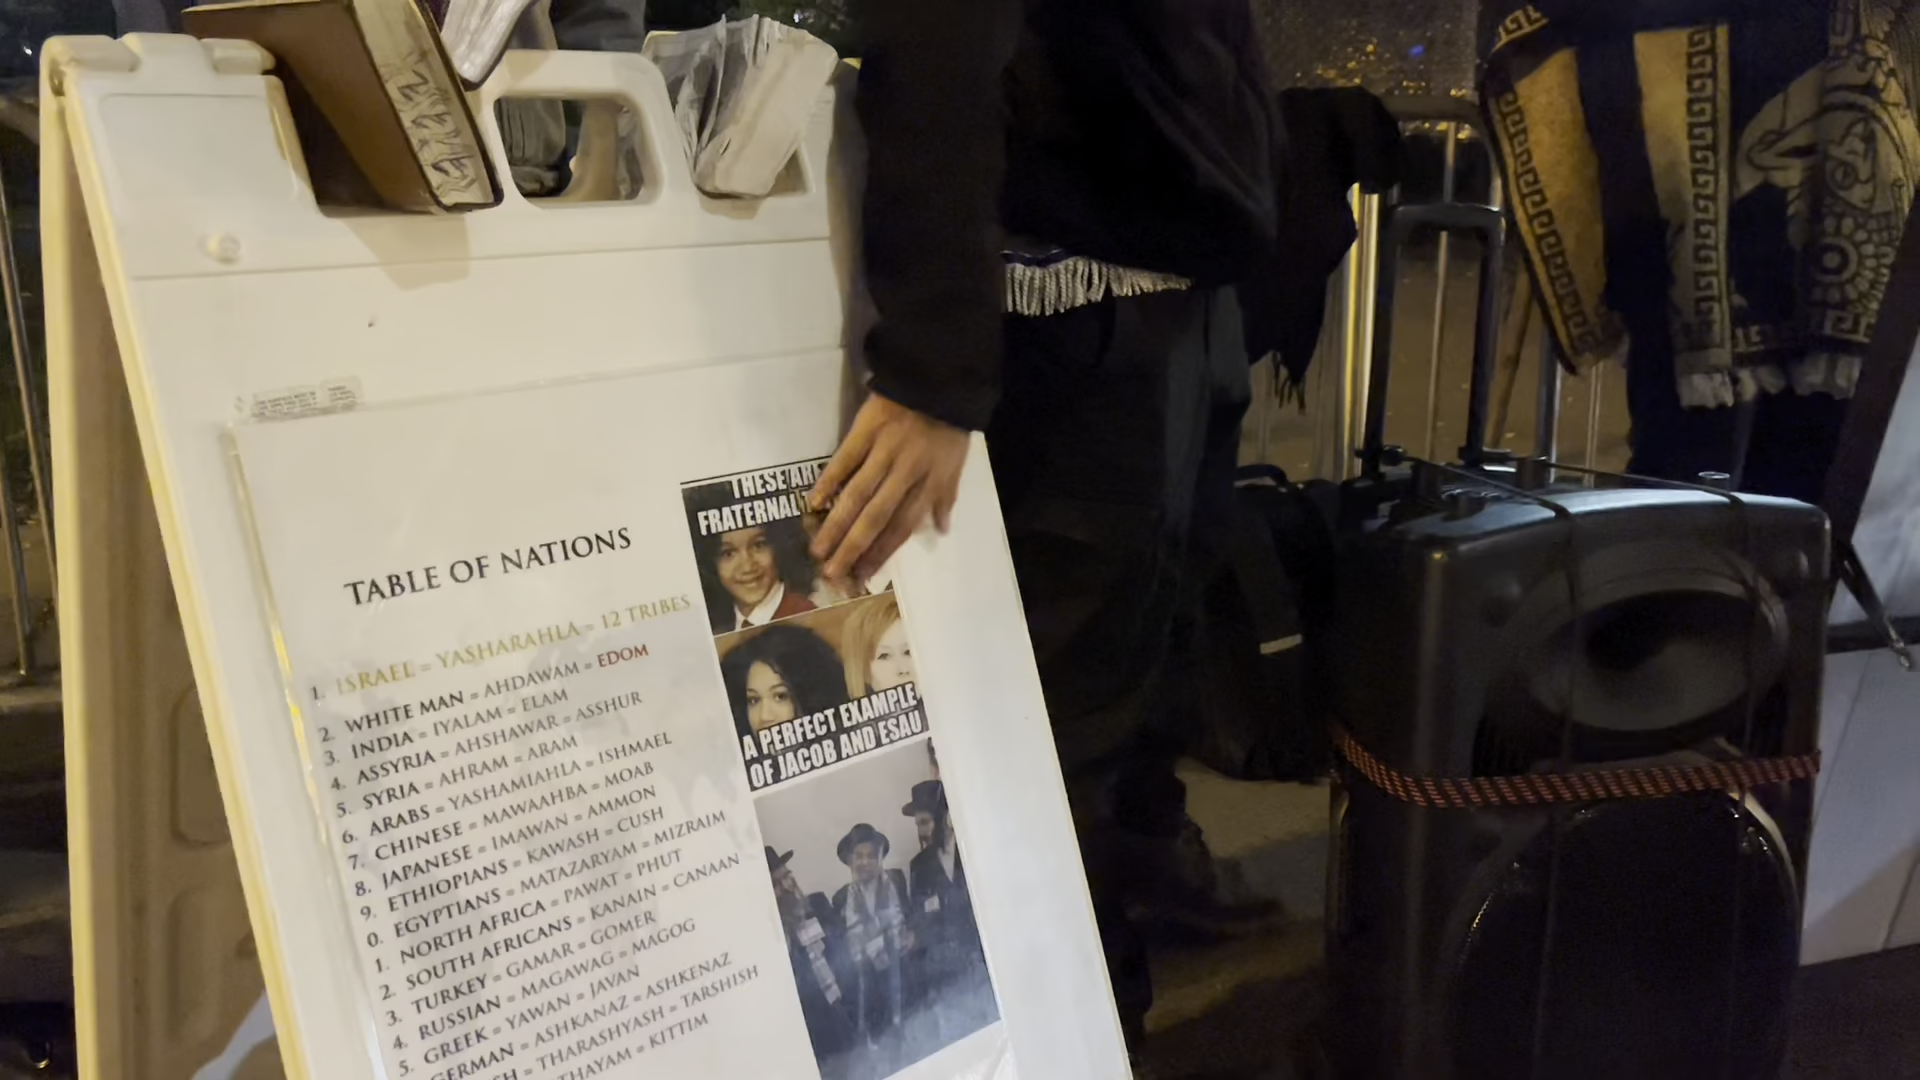 TABLE OF NATIONS
1. ISRAEL = YASHARAHLA = 12 TRIBES
2. WHITE MAN = AHDAWAM = EDOM
3. INDIA = IYALAM = ELAM
4. ASSYRIA = AHSHAWAR = ASSHUR
5. SYRIA = AHRAM = ARAM
6. ARABS = YASHAMIAHLA = ISHMAEL
7. CHINESE = MAWAAHBA = MOAB
8. JAPANESE = IMAWAN = AMMON
9. ETHIOPIANS = KAWASH = CUSH
0. EGYPTIANS = MATAZARYAM = MIZRAIM
1. NORTH AFRICA = PAWAT = PHUT
2. SOUTH AFRICANS = KANAIN = CANAAN
3. TURKEY = GAMAR = GOMER
4. RUSSIAN = MAGAWAG = MAGOG
5. GREEK = YAWAN = JAVAN
GERMAN = ASHKANAZ = ASHKENAZ
SH = THARASHYASH = TARSHISH
THAYAM = KITTIM
THESE ARE
FRATERNAL
A PERFECT EXAMPLE
OF JACOB AND ESAU